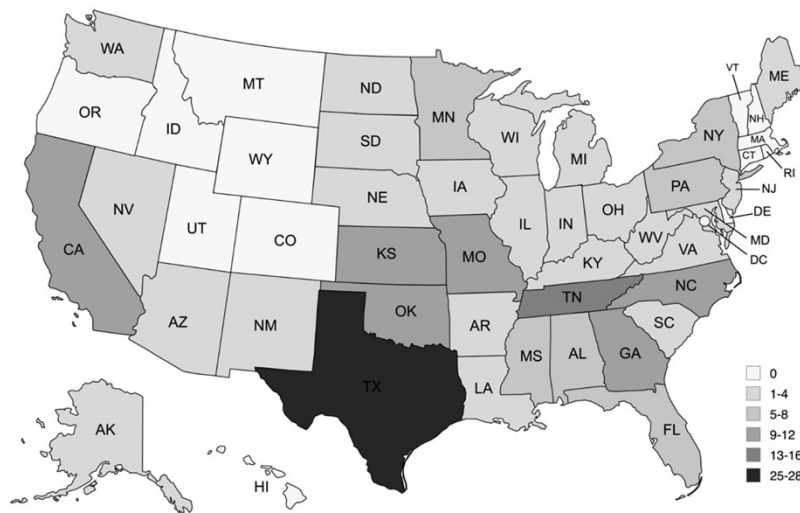 WA
MT
ND
MN
VT
ME
OR
ID
SD
WI
MI
NY
NH
MA
CT
RI
WY
NE
IA
PA
NJ
NV
UT
CO
IL
IN
OH
DE
MD
DC
CA
KS
MO
WV
VA
KY
AZ
NM
OK
AR
TN
NC
SC
TX
LA
MS
AL
GA
FL
AK
HI
0
1-4
5-8
9-12
13-16
25-28